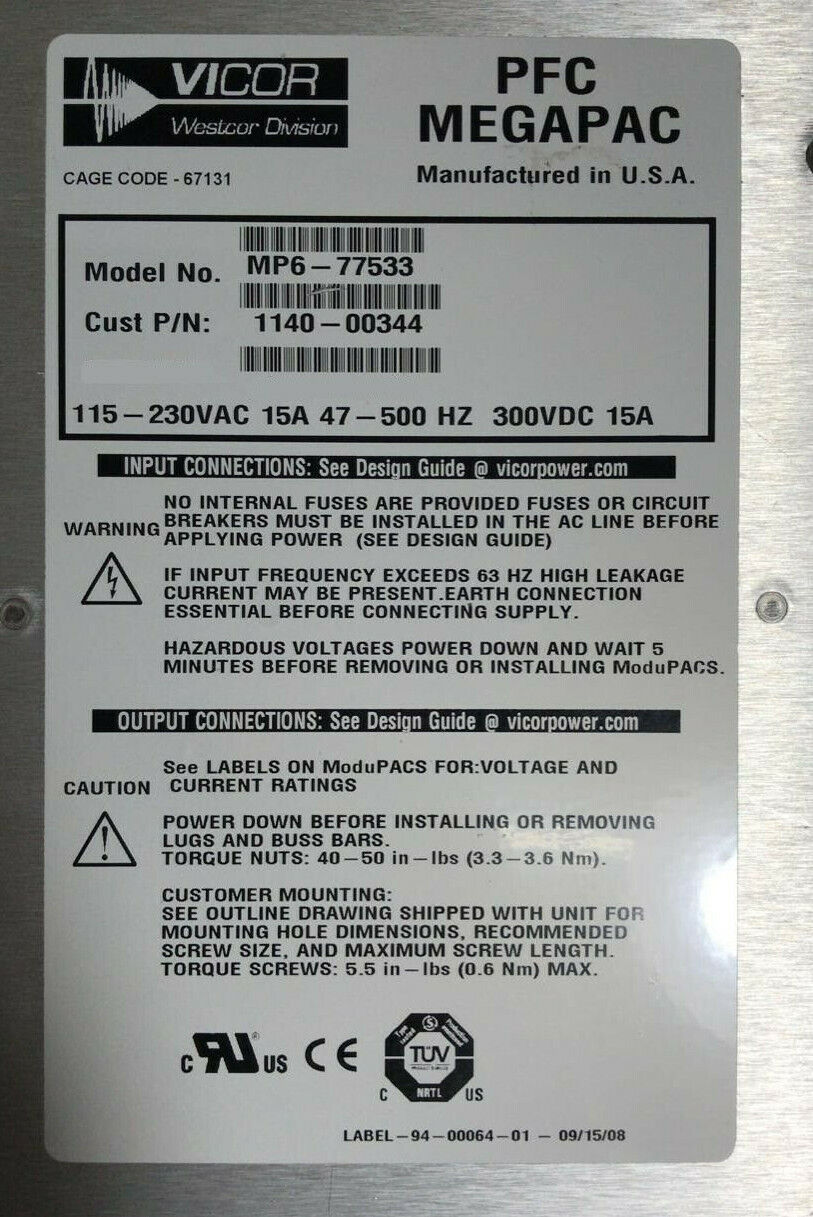 VICOR
Westcor Division
PFC
MEGAPAC
CAGE CODE - 67131
Manufactured in U.S.A.
Model No. MP6-77533
Cust P/N: 1140-00344
115-230VAC 15A 47-500 HZ 300VDC 15A
INPUT CONNECTIONS: See Design Guide @ vicorpower.com
WARNING
NO INTERNAL FUSES ARE PROVIDED FUSES OR CIRCUIT
BREAKERS MUST BE INSTALLED IN THE AC LINE BEFORE
APPLYING POWER (SEE DESIGN GUIDE)
IF INPUT FREQUENCY EXCEEDS 63 HZ HIGH LEAKAGE
CURRENT MAY BE PRESENT.EARTH CONNECTION
ESSENTIAL BEFORE CONNECTING SUPPLY.
HAZARDOUS VOLTAGES POWER DOWN AND WAIT 5
MINUTES BEFORE REMOVING OR INSTALLING ModuPACS.
OUTPUT CONNECTIONS: See Design Guide @ vicorpower.com
CAUTION
See LABELS ON ModuPACS FOR:VOLTAGE AND
CURRENT RATINGS
POWER DOWN BEFORE INSTALLING OR REMOVING
LUGS AND BUSS BARS.
TORQUE NUTS: 40-50 in-lbs (3.3-3.6 Nm).
CUSTOMER MOUNTING:
SEE OUTLINE DRAWING SHIPPED WITH UNIT FOR
MOUNTING HOLE DIMENSIONS, RECOMMENDED
SCREW SIZE, AND MAXIMUM SCREW LENGTH.
TORQUE SCREWS: 5.5 in-lbs (0.6 Nm) MAX.
C RU® US CE
S
TÜV
NRTL
C US
LABEL-94-00064-01 - 09/15/08